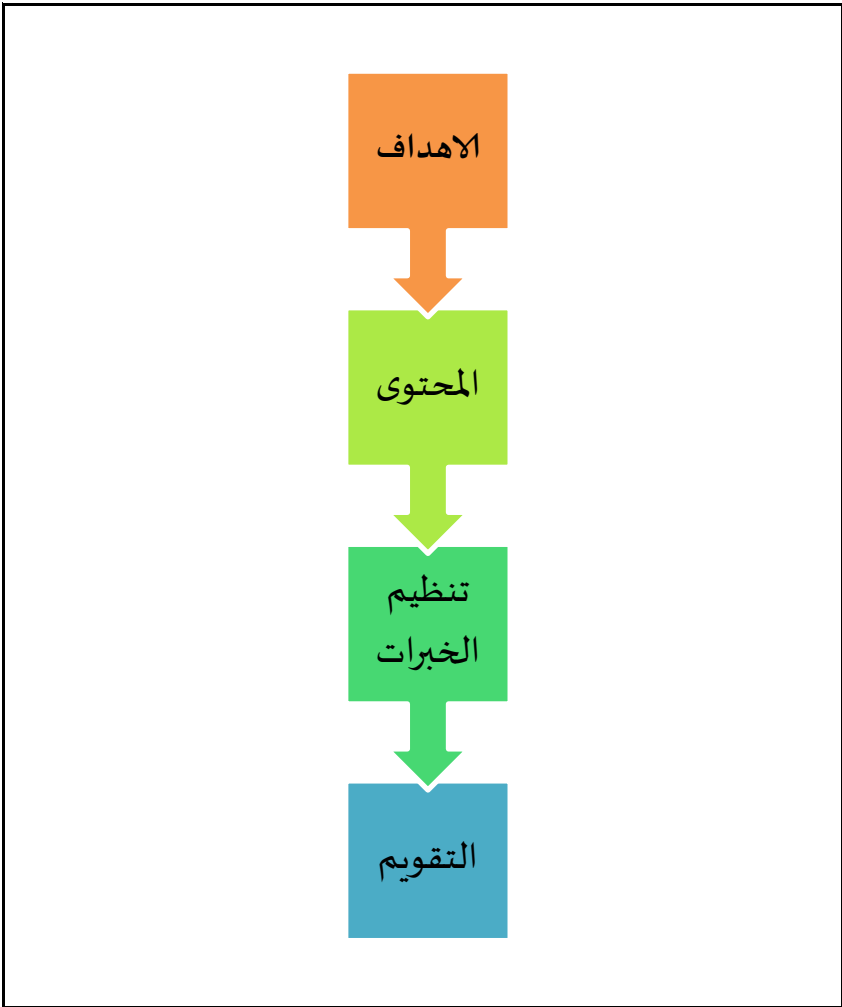 الاهداف
المحتوى
تنظيم
الخبرات
التقويم